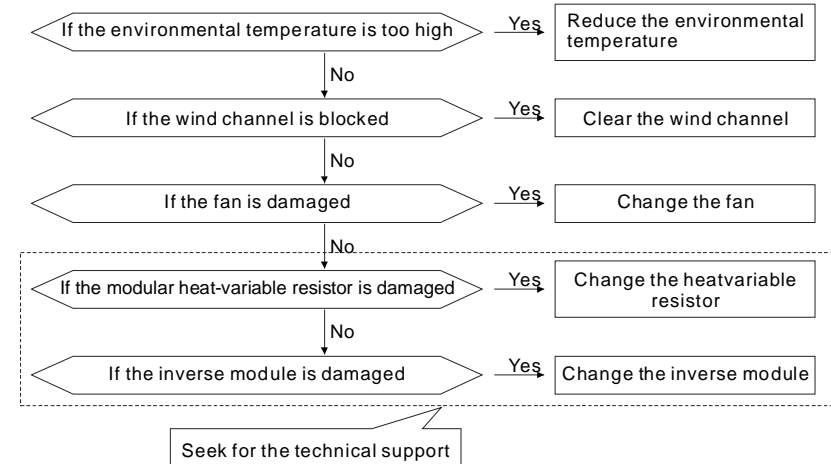 If the environmental temperature is too high
Yes
Reduce the environmental
temperature
No
If the wind channel is blocked
Yes
Clear the wind channel
No
If the fan is damaged
Yes
Change the fan
No
If the modular heat-variable resistor is damaged
Yes
Change the heatvariable
resistor
No
If the inverse module is damaged
Yes
Change the inverse module
Seek for the technical support